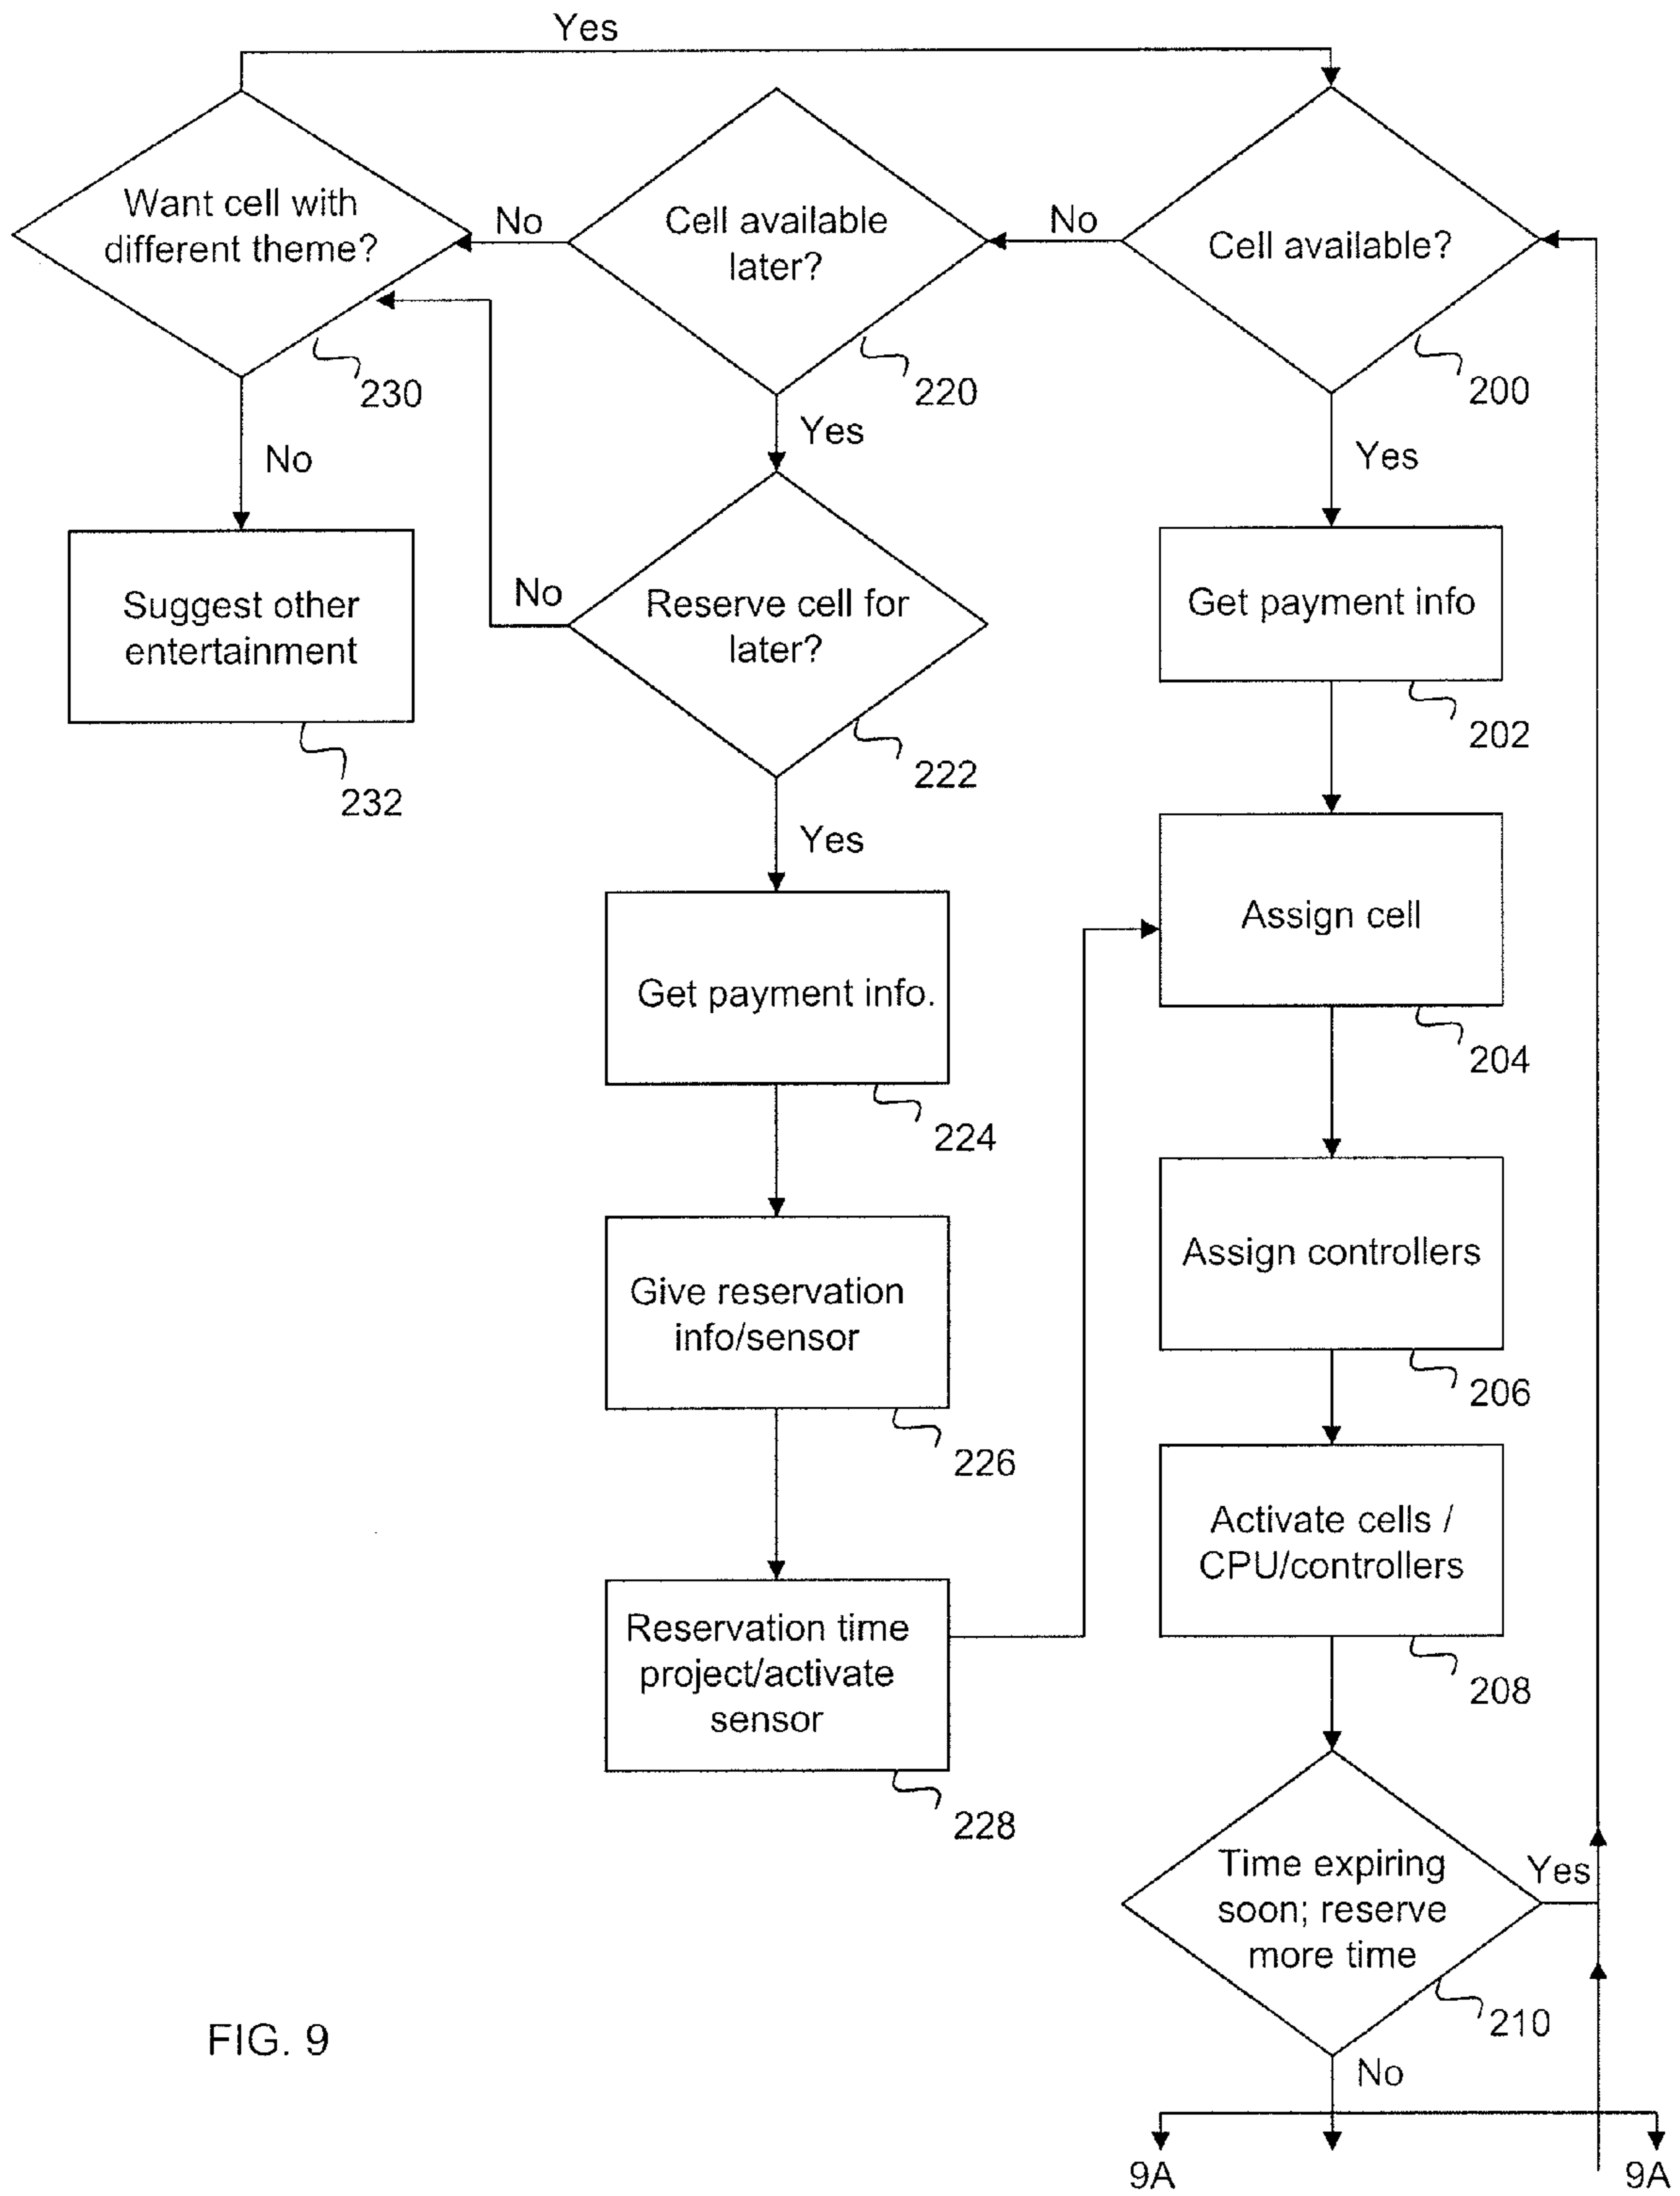 Yes
Want cell with
different theme?
No
Cell available
later?
No
Cell available?
230
220
200
No
Yes
Yes
Suggest other
entertainment
No
Reserve cell for
later?
Get payment info
232
222
202
Yes
Get payment info.
Assign cell
224
204
Give reservation
info/sensor
Assign controllers
226
206
Reservation time
project/activate
sensor
Activate cells /
CPU/controllers
228
208
Time expiring
soon; reserve
more time
Yes
210
No
FIG. 9
9A
9A